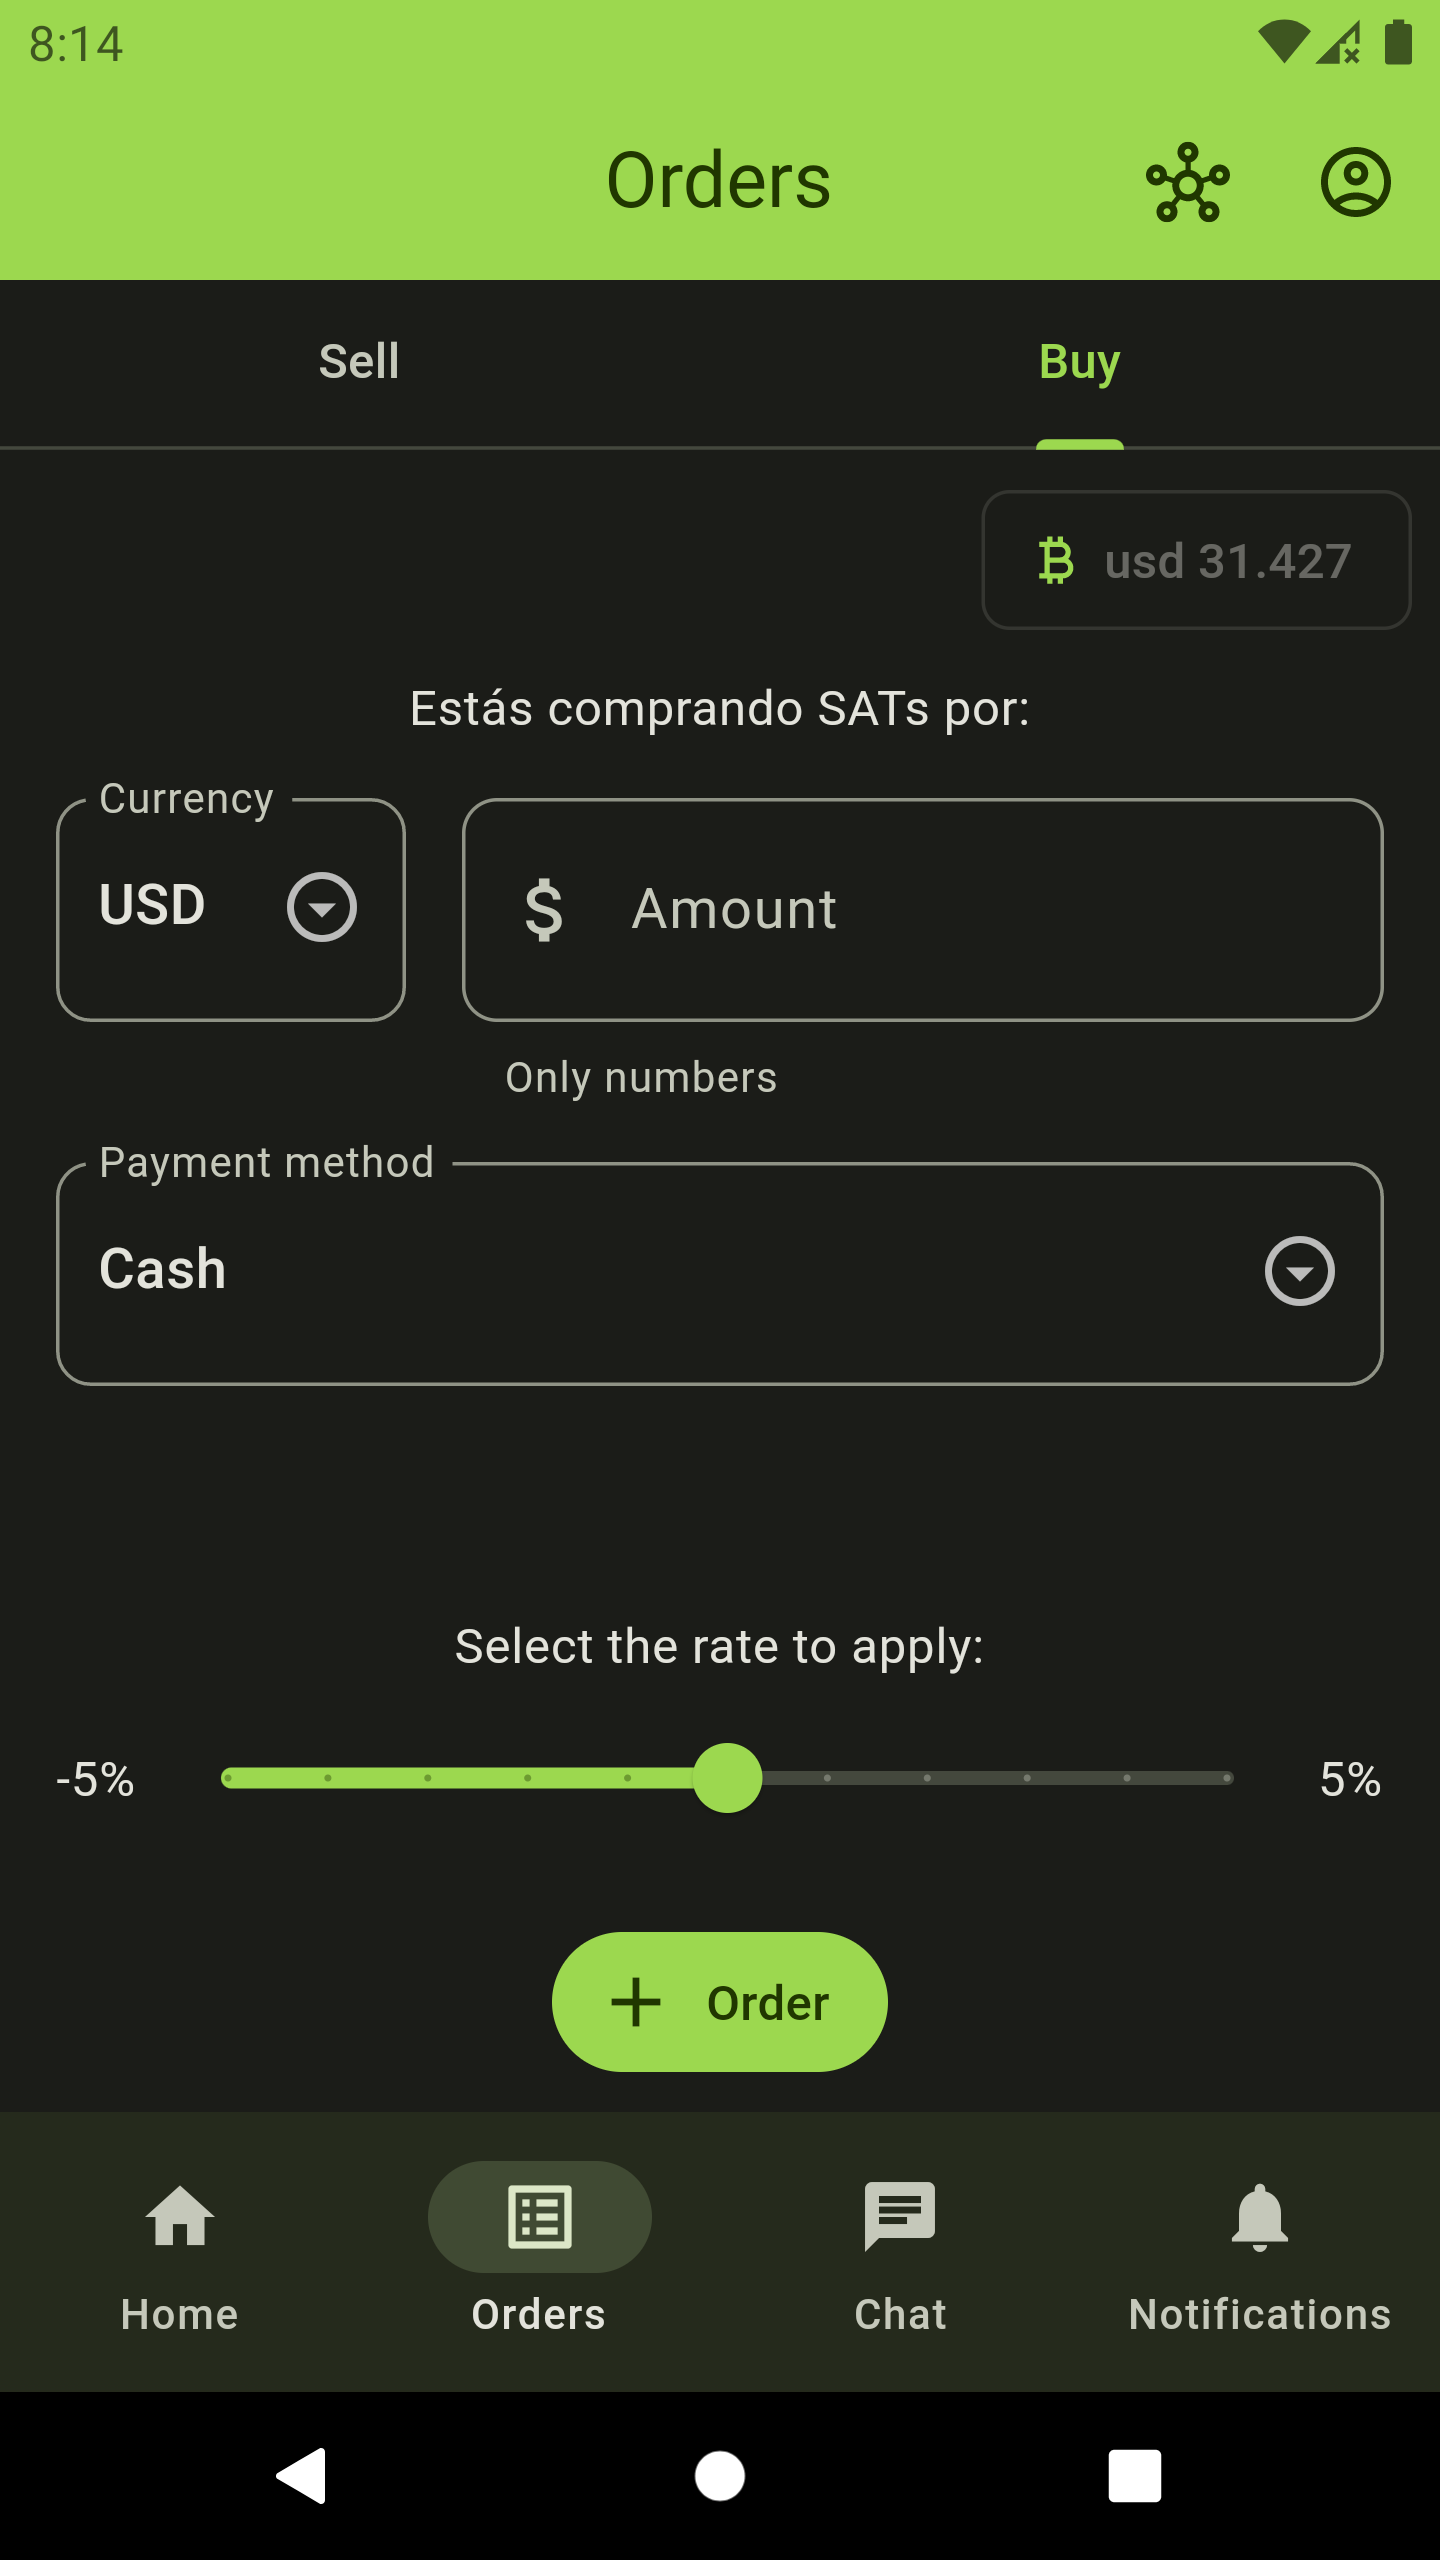 8:14
Orders
Sell
Buy
usd 31.427
Estás comprando SATs por:
Currency
USD
$ Amount
Only numbers
Payment method
Cash
Select the rate to apply:
-5%
5%
+ Order
Home
Orders
Chat
Notifications